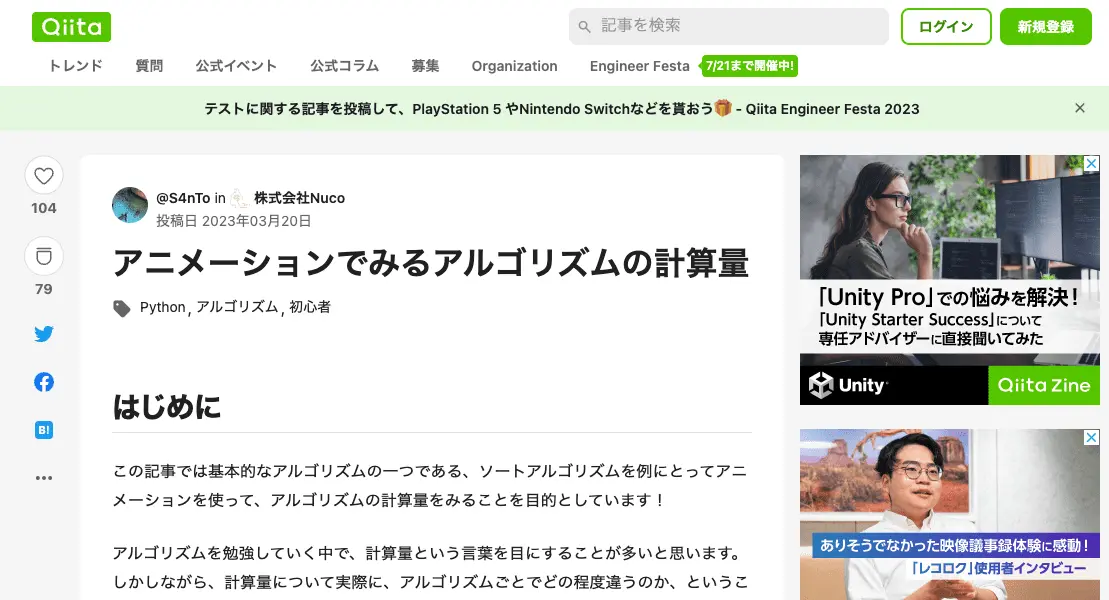 Qiita
記事を検索
ログイン
新規登録
トレンド 質問 公式イベント 公式コラム 募集 Organization Engineer Festa 7/21まで開催中!
テストに関する記事を投稿して、PlayStation 5 やNintendo Switchなどを貰おう🎁 - Qiita Engineer Festa 2023
104
79
B!
@S4nTo in 株式会社Nuco
投稿日 2023年03月20日
アニメーションでみるアルゴリズムの計算量
Python, アルゴリズム, 初心者
はじめに
この記事では基本的なアルゴリズムの一つである、ソートアルゴリズムを例にとってアニ
メーションを使って、アルゴリズムの計算量をみることを目的としています！
アルゴリズムを勉強していく中で、計算量という言葉を目にすることが多いと思います。
しかしながら、計算量について実際に、アルゴリズムごとでどの程度違うのか、というこ
「Unity Pro」での悩みを解決！
「Unity Starter Success」について
専任アドバイザーに直接聞いてみた
Unity
Qiita Zine
ありそうでなかった映像議事録体験に感動！
「レコログ」使用者インタビュー